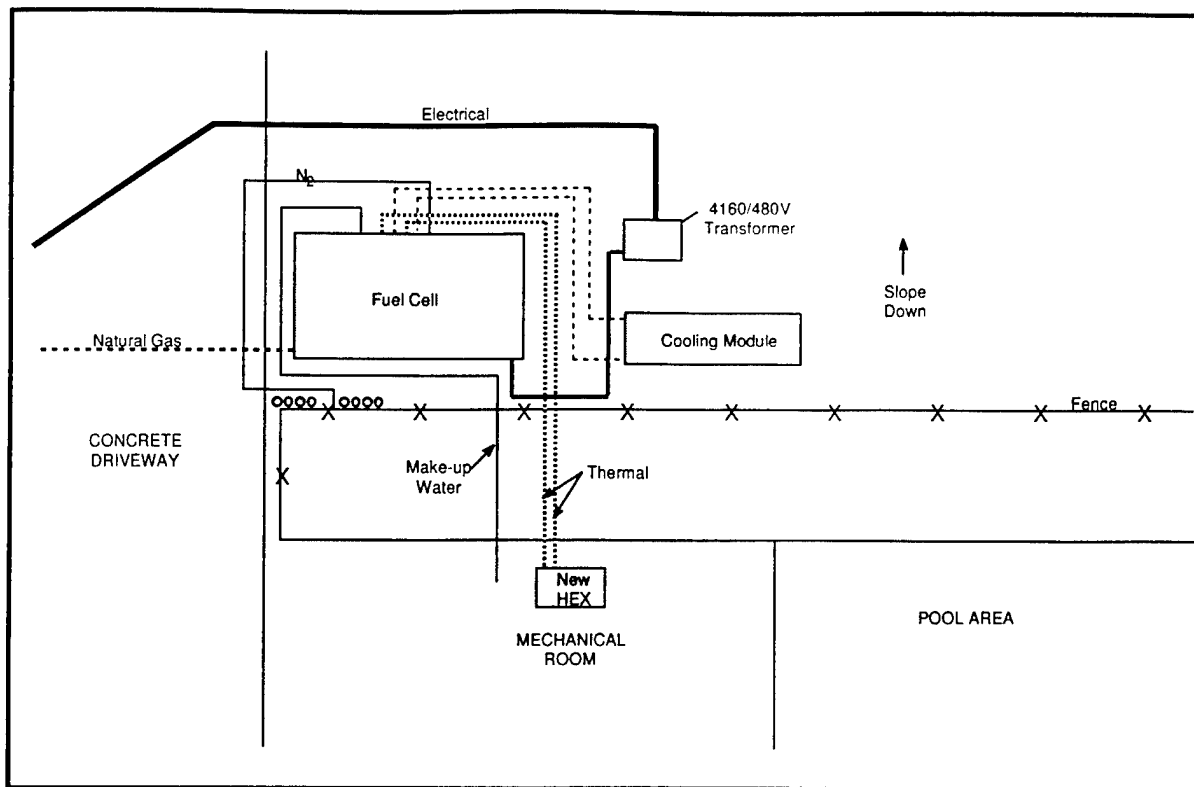 Electrical
N2
4160/480V
Transformer
Slope
Down
Fuel Cell
Natural Gas
Cooling Module
Fence
CONCRETE
DRIVEWAY
Make-up
Water
Thermal
New
HEX
MECHANICAL
ROOM
POOL AREA